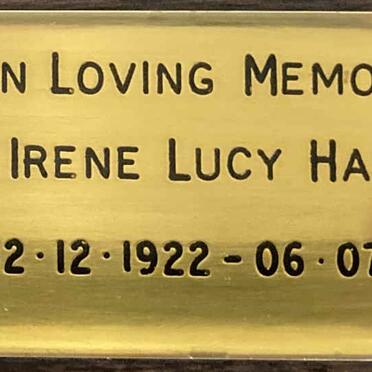 N LOVING MEMO
IRENE LUCY HA
2·12·1922 - 06·07